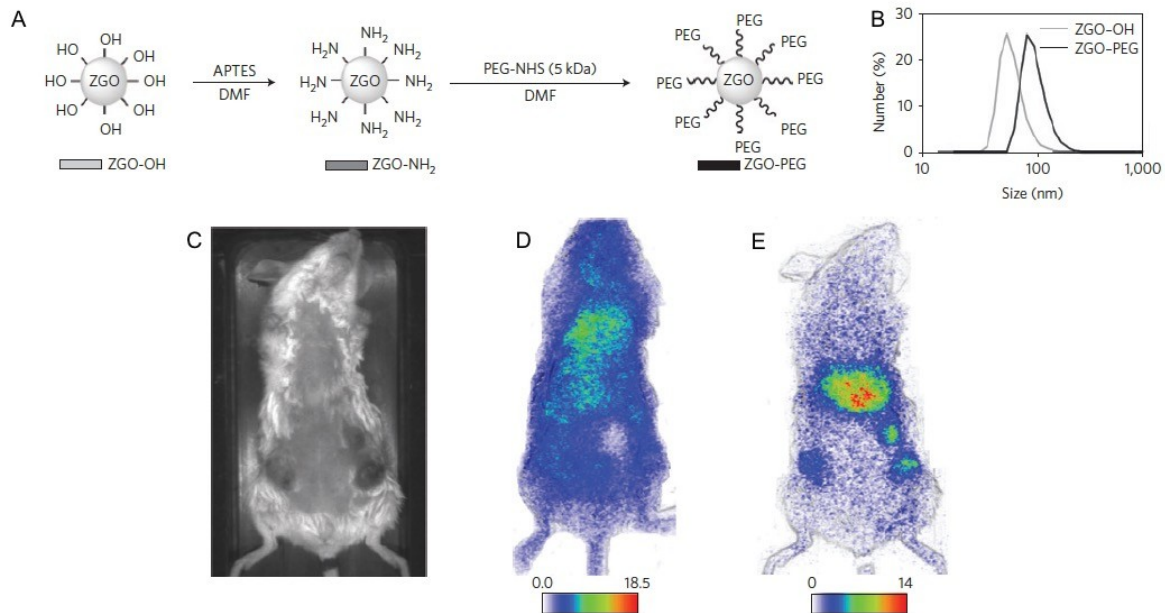 A
HO
OH
OH
HO
ZGO
OH
HO
OH
OH
ZGO-OH
APTES
DMF
H₂N
NH₂
NH₂
H₂N
ZGO
NH₂
H₂N
NH₂
NH₂
ZGO-NH₂
PEG-NHS (5 kDa)
DMF
PEG
PEG
PEG
PEG
ZGO
PEG
PEG
PEG
PEG
ZGO-PEG
B
30
20
10
0
Number (%)
ZGO-OH
ZGO-PEG
10
100
1,000
Size (nm)
C
D
E
0.0
18.5
0
14